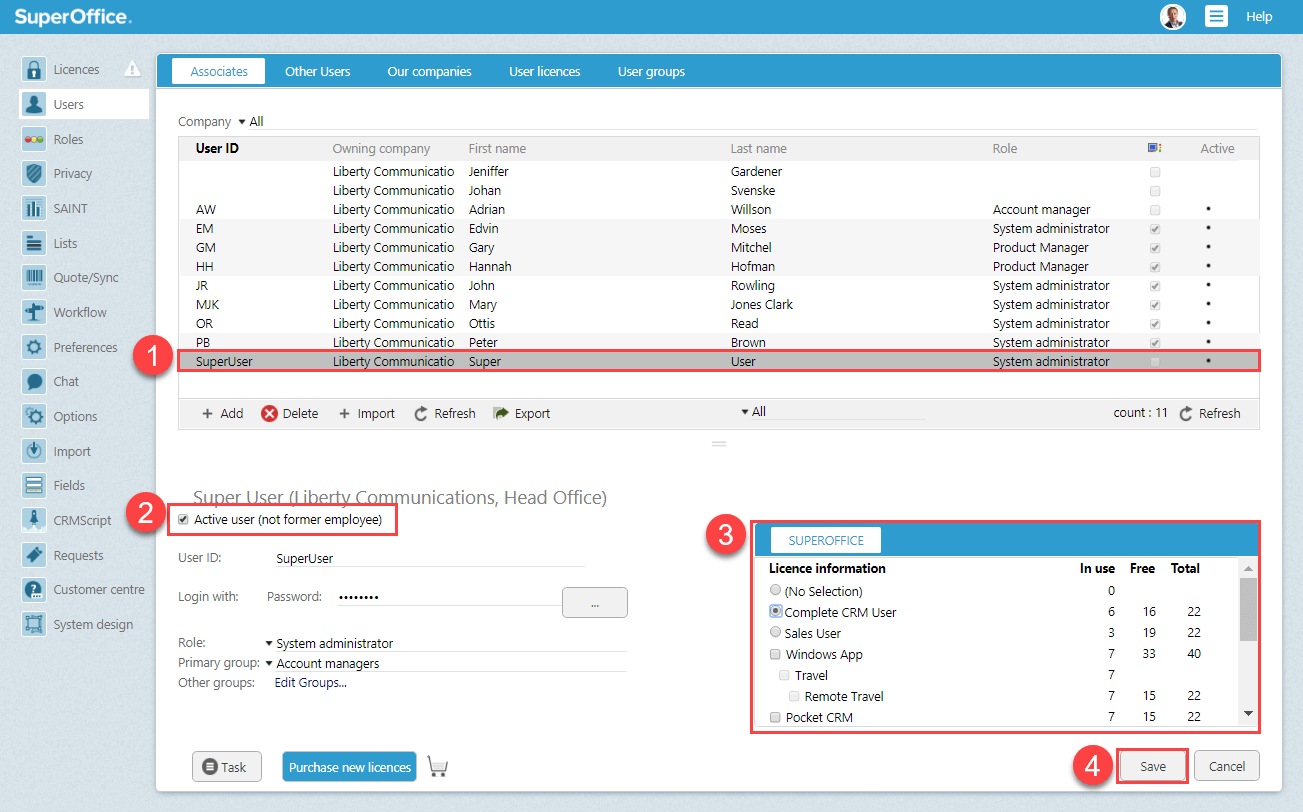 SuperOffice.
Help
Licences
Users
Roles
Privacy
SAINT
Lists
Quote/Sync
Workflow
Preferences
Chat
Options
Import
Fields
CRMScript
Requests
Customer centre
System design
Associates Other Users Our companies User licences User groups
Company All
User ID Owning company First name Last name Role Active
Liberty Communicatio Jeniffer Gardener
Liberty Communicatio Johan Svenske
AW Liberty Communicatio Adrian Willson Account manager •
EM Liberty Communicatio Edvin Moses System administrator •
GM Liberty Communicatio Gary Mitchel Product Manager •
HH Liberty Communicatio Hannah Hofman Product Manager •
JR Liberty Communicatio John Rowling System administrator •
MJK Liberty Communicatio Mary Jones Clark System administrator •
OR Liberty Communicatio Ottis Read System administrator •
PB Liberty Communicatio Peter Brown System administrator •
1 SuperUser Liberty Communicatio Super User System administrator •
+ Add Delete + Import Refresh Export All count : 11 Refresh
Super User (Liberty Communications, Head Office)
2 Active user (not former employee)
User ID: SuperUser
Login with: Password: •••••••• ...
Role: System administrator
Primary group: Account managers
Other groups: Edit Groups...
3 SUPEROFFICE
Licence information In use Free Total
(No Selection) 0
Complete CRM User 6 16 22
Sales User 3 19 22
Windows App 7 33 40
Travel 7
Remote Travel 7 15 22
Pocket CRM 7 15 22
Task Purchase new licences 4 Save Cancel